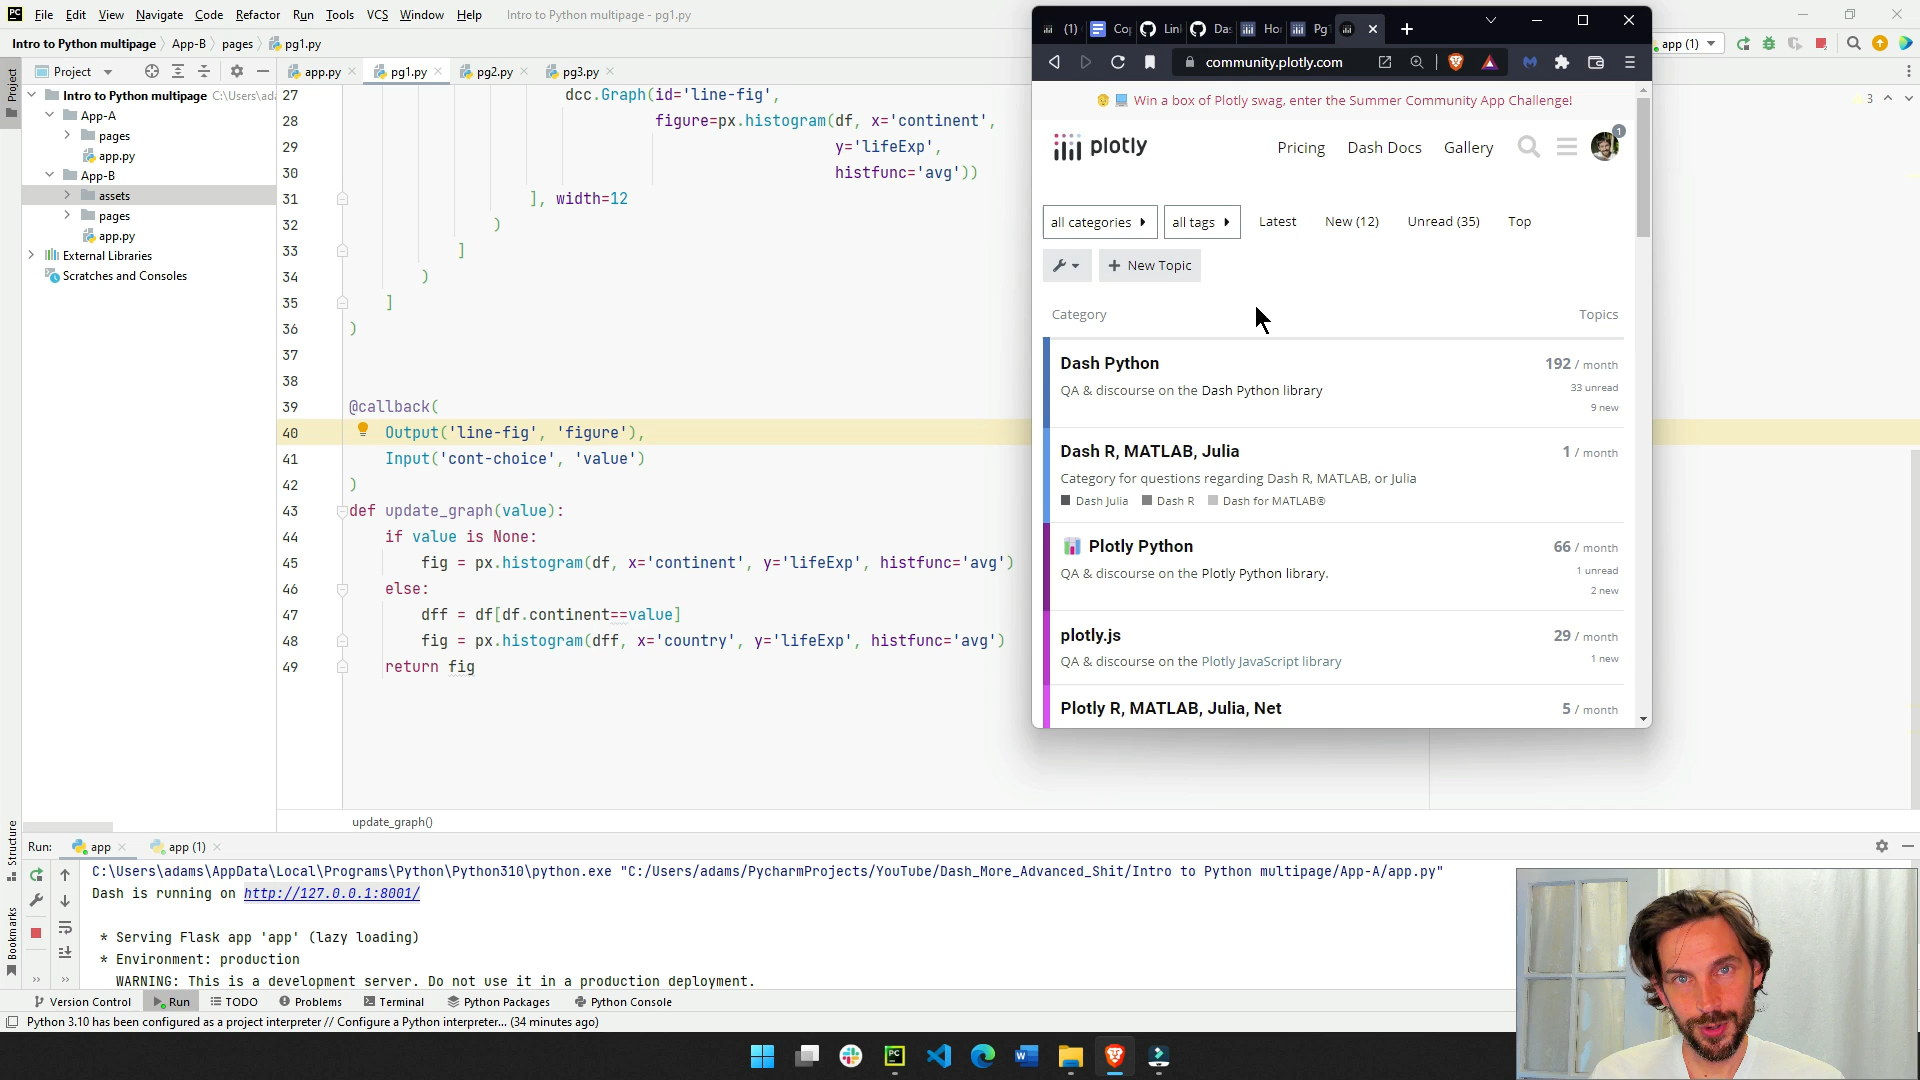 File Edit View Navigate Code Refactor Run Tools VCS Window Help Intro to Python multipage - pg1.py
Intro to Python multipage App-B pages pg1.py
app (1)
Project
app.py pg1.py pg2.py pg3.py
Intro to Python multipage C:\Users\ada
App-A
pages
app.py
App-B
assets
pages
app.py
External Libraries
Scratches and Consoles
Project
Structure
Bookmarks
27 dcc.Graph(id='line-fig',
28 figure=px.histogram(df, x='continent',
29 y='lifeExp',
30 histfunc='avg'))
31 ], width=12
32 )
33 ]
34 )
35 ]
36 )
37
38
39 @callback(
40 Output('line-fig', 'figure'),
41 Input('cont-choice', 'value')
42 )
43 def update_graph(value):
44 if value is None:
45 fig = px.histogram(df, x='continent', y='lifeExp', histfunc='avg')
46 else:
47 dff = df[df.continent==value]
48 fig = px.histogram(dff, x='country', y='lifeExp', histfunc='avg')
49 return fig
update_graph()
3
(1) Co Lin Da Ho Pg
community.plotly.com
Win a box of Plotly swag, enter the Summer Community App Challenge!
plotly Pricing Dash Docs Gallery 1
all categories all tags Latest New (12) Unread (35) Top
New Topic
Category Topics
Dash Python 192 / month
QA & discourse on the Dash Python library 33 unread
9 new
Dash R, MATLAB, Julia 1 / month
Category for questions regarding Dash R, MATLAB, or Julia
Dash Julia Dash R Dash for MATLAB®
Plotly Python 66 / month
QA & discourse on the Plotly Python library. 1 unread
2 new
plotly.js 29 / month
QA & discourse on the Plotly JavaScript library 1 new
Plotly R, MATLAB, Julia, Net 5 / month
Run: app app (1)
C:\Users\adams\AppData\Local\Programs\Python\Python310\python.exe "C:/Users/adams/PycharmProjects/YouTube/Dash_More_Advanced_Shit/Intro to Python multipage/App-A/app.py"
Dash is running on http://127.0.0.1:8001/
* Serving Flask app 'app' (lazy loading)
* Environment: production
WARNING: This is a development server. Do not use it in a production deployment.
Version Control Run TODO Problems Terminal Python Packages Python Console
Python 3.10 has been configured as a project interpreter // Configure a Python interpreter... (34 minutes ago)